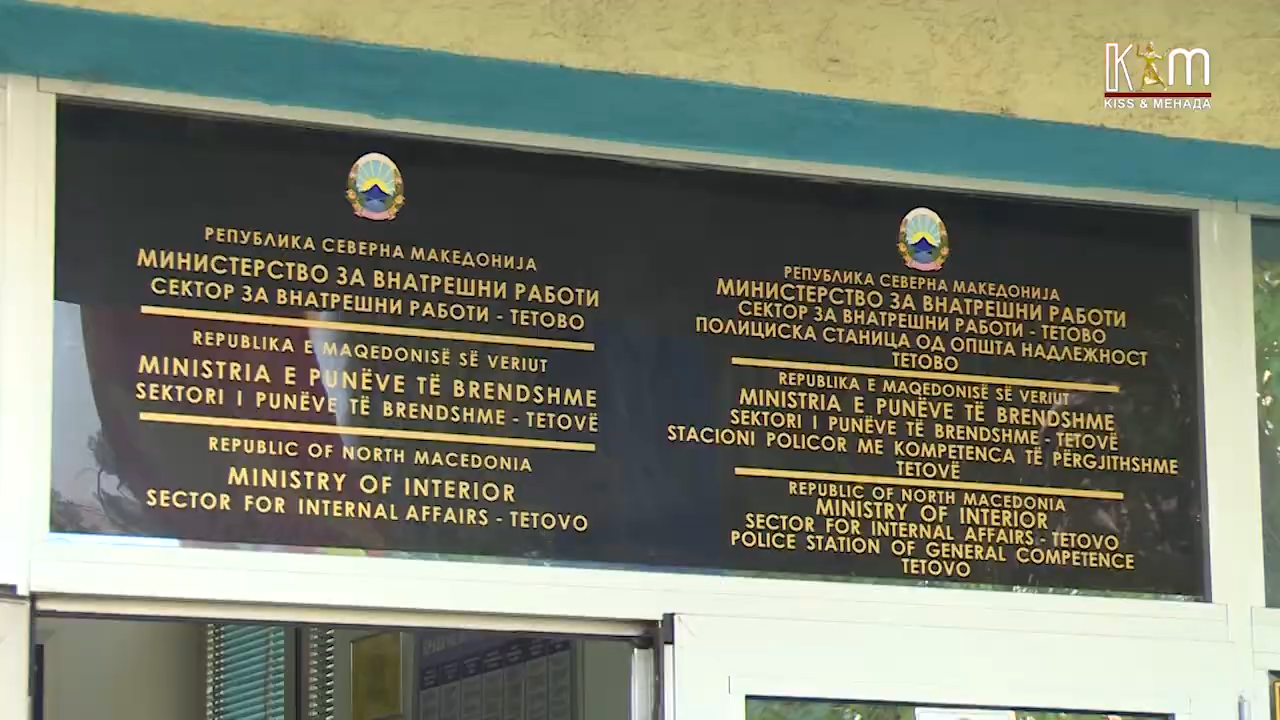 KIM
KISS & МЕНАДА
РЕПУБЛИКА СЕВЕРНА МАКЕДОНИЈА
МИНИСТЕРСТВО ЗА ВНАТРЕШНИ РАБОТИ
СЕКТОР ЗА ВНАТРЕШНИ РАБОТИ - ТЕТОВО
REPUBLIKA E MAQEDONISË SË VERIUT
MINISTRIA E PUNËVE TË BRENDSHME
SEKTORI I PUNËVE TË BRENDSHME - TETOVË
REPUBLIC OF NORTH MACEDONIA
MINISTRY OF INTERIOR
SECTOR FOR INTERNAL AFFAIRS - TETOVO
РЕПУБЛИКА СЕВЕРНА МАКЕДОНИЈА
МИНИСТЕРСТВО ЗА ВНАТРЕШНИ РАБОТИ
СЕКТОР ЗА ВНАТРЕШНИ РАБОТИ - ТЕТОВО
ПОЛИЦИСКА СТАНИЦА ОД ОПШТА НАДЛЕЖНОСТ
ТЕТОВО
REPUBLIKA E MAQEDONISË SË VERIUT
MINISTRIA E PUNËVE TË BRENDSHME
SEKTORI I PUNËVE TË BRENDSHME - TETOVË
STACIONI POLICOR ME KOMPETENCA TË PËRGJITHSHME
TETOVË
REPUBLIC OF NORTH MACEDONIA
MINISTRY OF INTERIOR
SECTOR FOR INTERNAL AFFAIRS - TETOVO
POLICE STATION OF GENERAL COMPETENCE
TETOVO